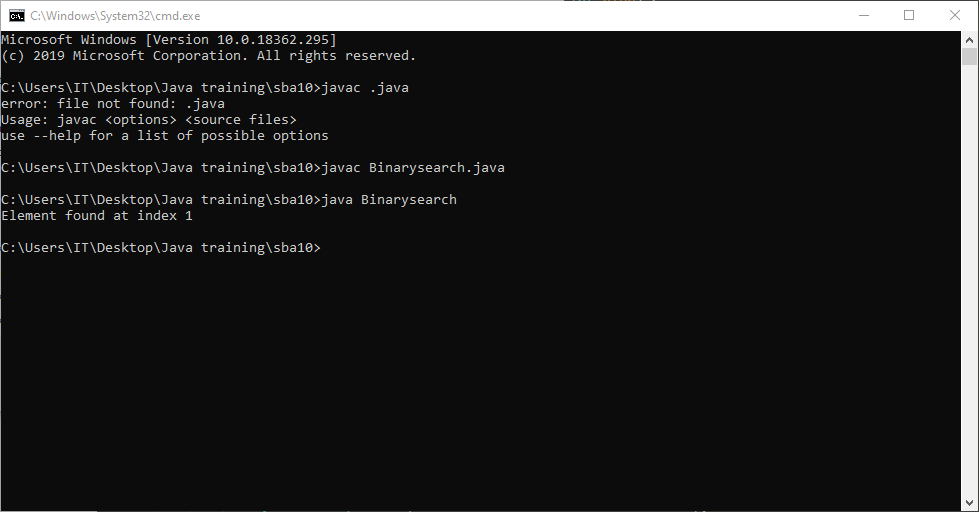 C:\Windows\System32\cmd.exe
Microsoft Windows [Version 10.0.18362.295]
(c) 2019 Microsoft Corporation. All rights reserved.
C:\Users\IT\Desktop\Java training\sba10>javac .java
error: file not found: .java
Usage: javac <options> <source files>
use --help for a list of possible options
C:\Users\IT\Desktop\Java training\sba10>javac Binarysearch.java
C:\Users\IT\Desktop\Java training\sba10>java Binarysearch
Element found at index 1
C:\Users\IT\Desktop\Java training\sba10>